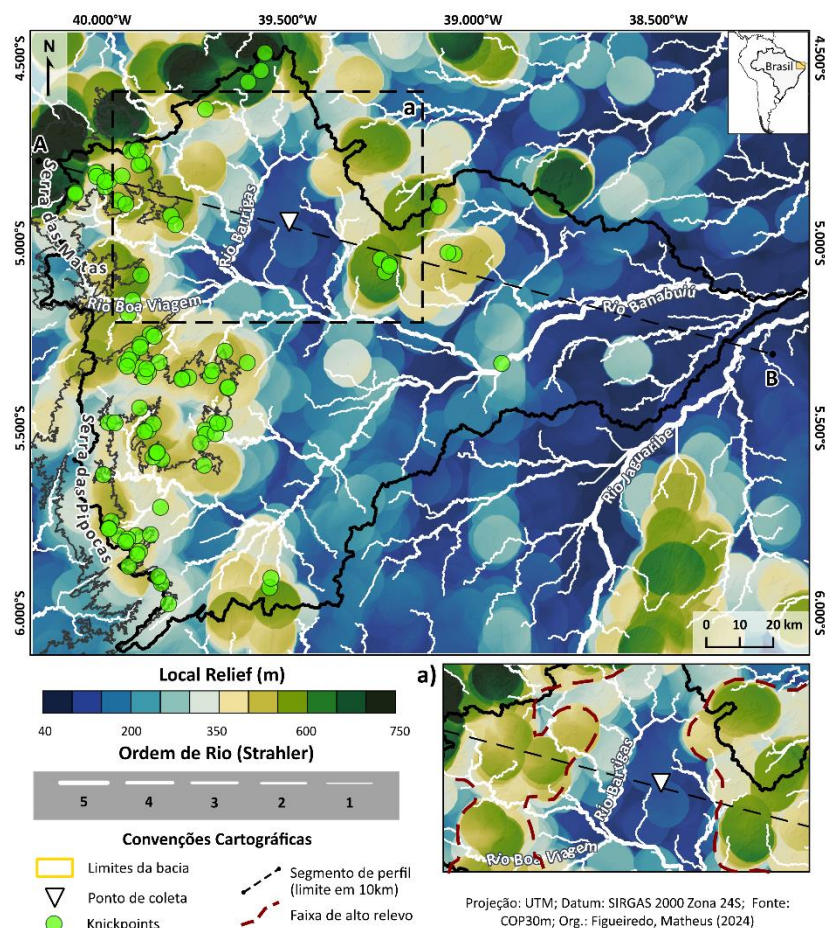 40.000°W 39.500°W 39.000°W 38.500°W
4.500°S 4.500°S
N
Brasil
a
A
Serra das Matas
Rio Barrigas
5.000°S 5.000°S
Rio Boa Viagem
Rio Banabuiú
B
5.500°S 5.500°S
Serra das Pipocas
Rio Jaguaribe
6.000°S 6.000°S
0 10 20 km
Local Relief (m)
40 200 350 600 750
Ordem de Rio (Strahler)
5 4 3 2 1
Convenções Cartográficas
Limites da bacia
Ponto de coleta
Knickpoints
Segmento de perfil
(limite em 10km)
Faixa de alto relevo
a)
Rio Barrigas
Rio Boa Viagem
Projeção: UTM; Datum: SIRGAS 2000 Zona 24S; Fonte:
COP30m; Org.: Figueiredo, Matheus (2024)